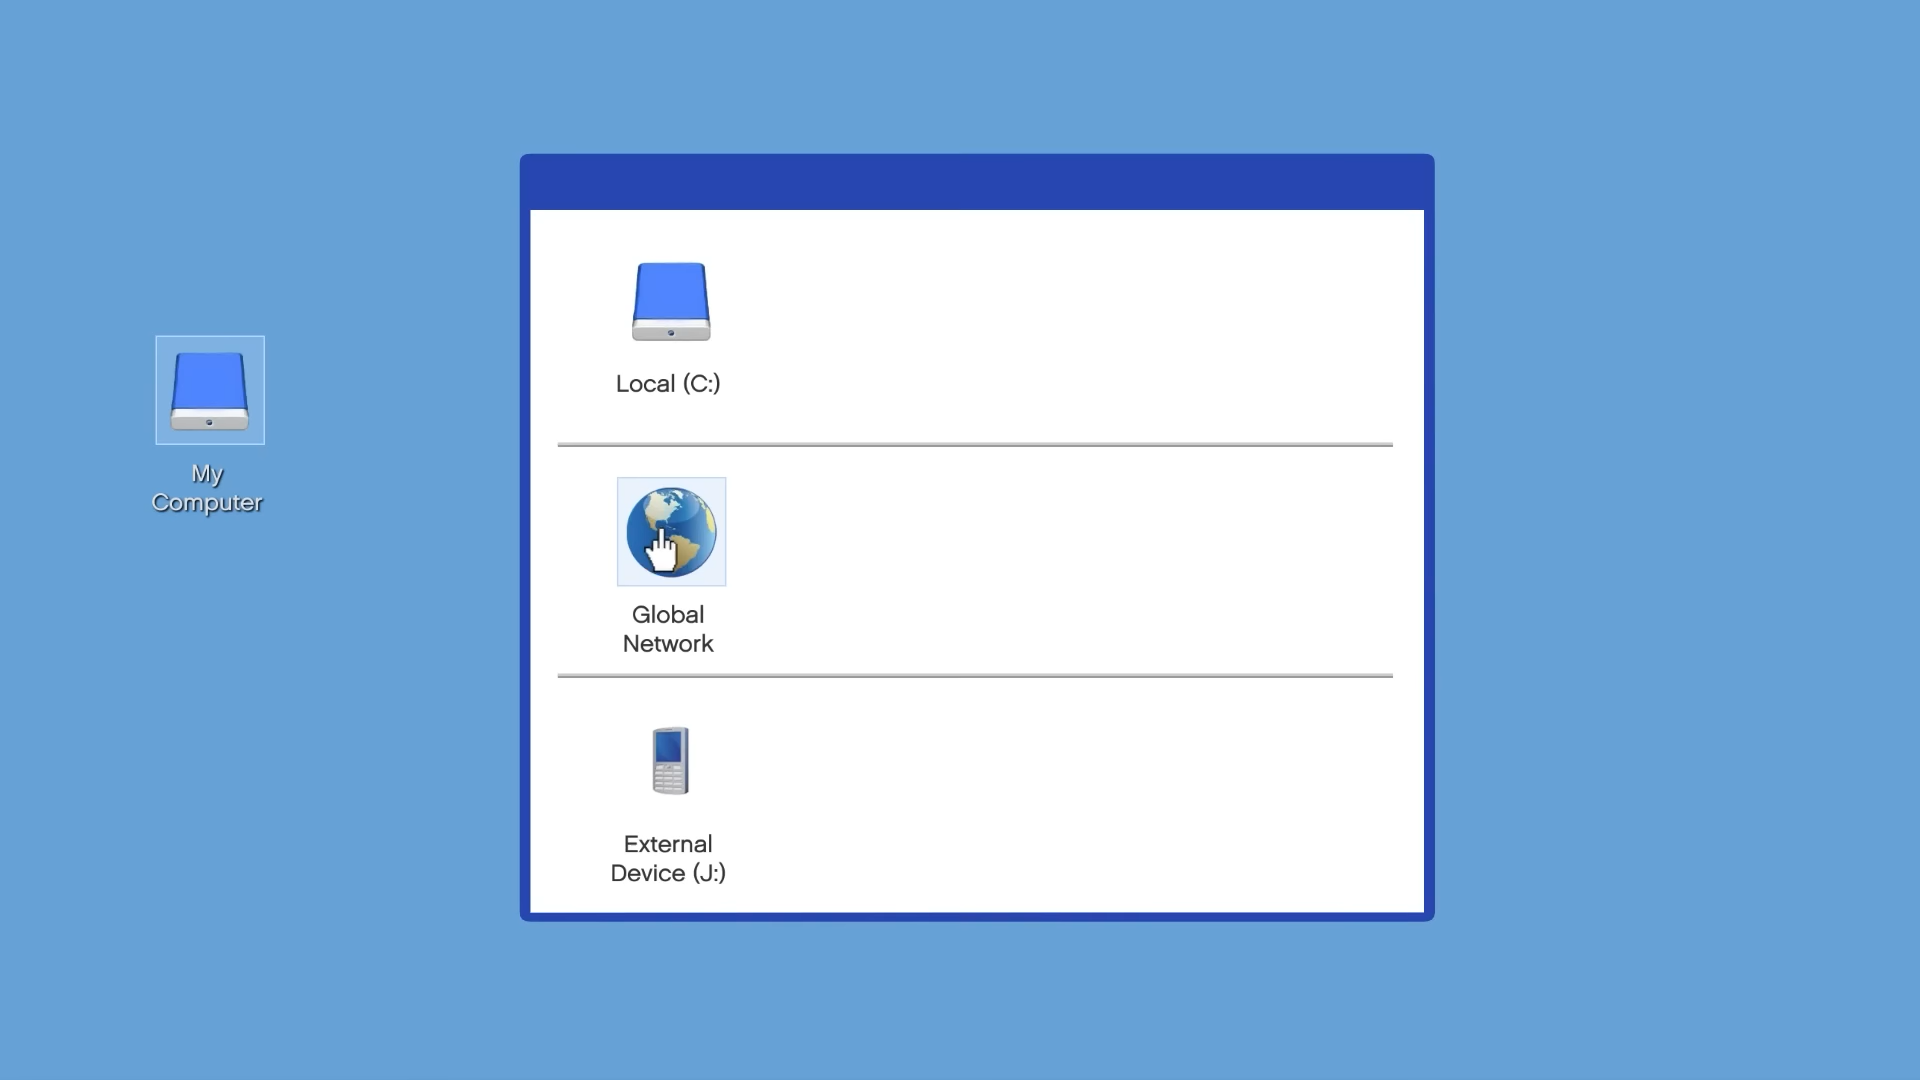 My
Computer
Local (C:)
Global
Network
External
Device (J:)